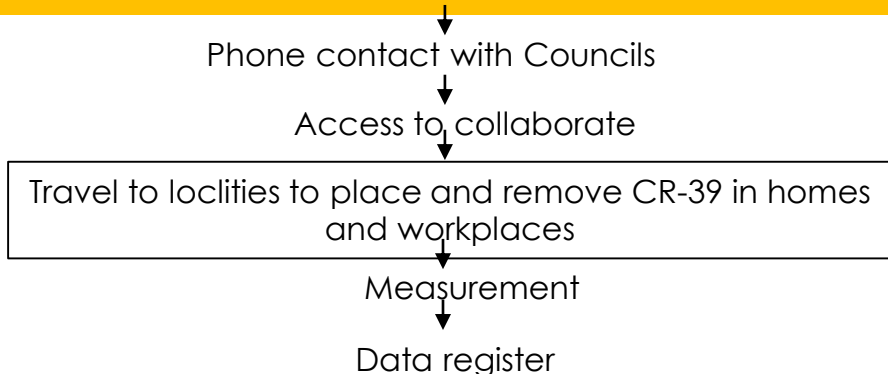 Phone contact with Councils
Access to collaborate
Travel to loclities to place and remove CR-39 in homes
and workplaces
Measurement
Data register